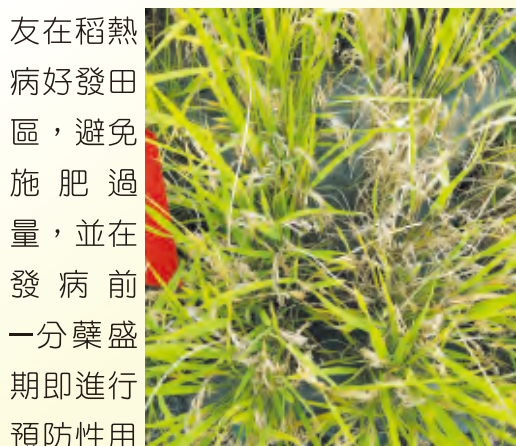 友在稻熱
病好發田
區，避免
施肥過
量，並在
發病前
─分蘗盛
期即進行
預防性用